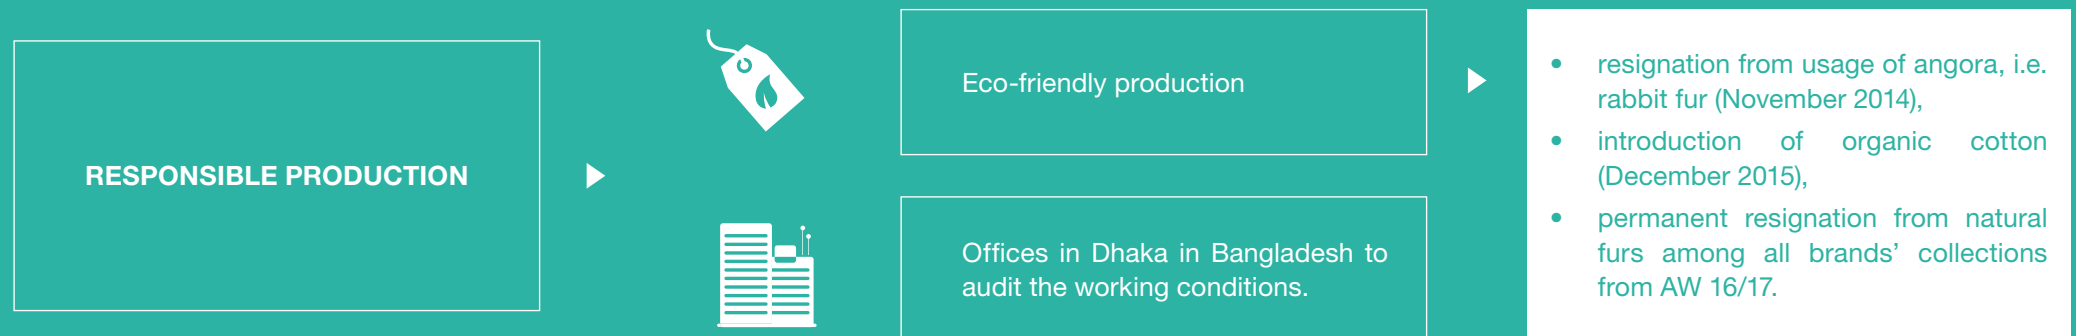 RESPONSIBLE PRODUCTION
Eco-friendly production
Offices in Dhaka in Bangladesh to
audit the working conditions.
• resignation from usage of angora, i.e.
rabbit fur (November 2014),
• introduction of organic cotton
(December 2015),
• permanent resignation from natural
furs among all brands’ collections
from AW 16/17.